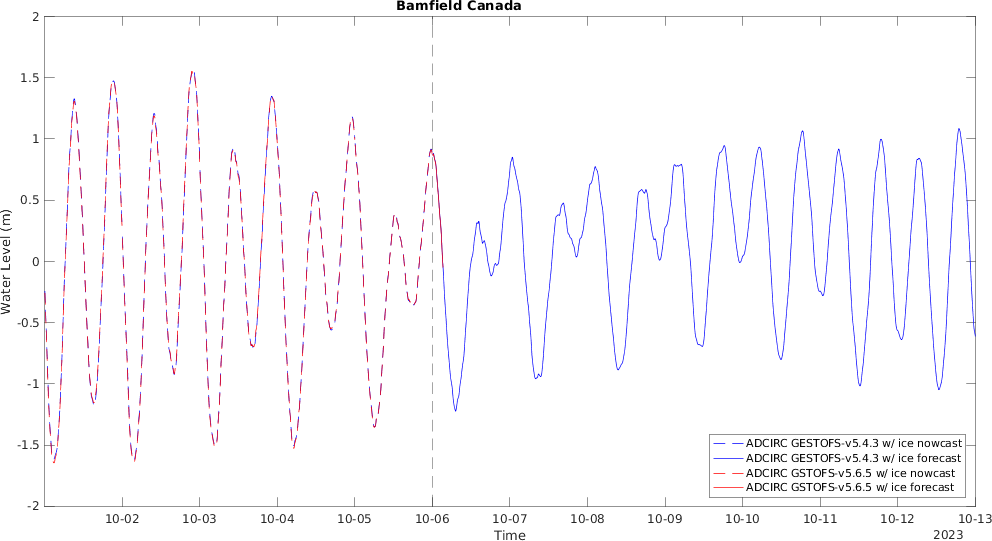 Bamfield Canada
2
1.5
1
0.5
0
-0.5
-1
-1.5
-2
Water Level (m)
10-02 10-03 10-04 10-05 10-06 10-07 10-08 10-09 10-10 10-11 10-12 10-13
Time
2023
ADCIRC GESTOFS-v5.4.3 w/ ice nowcast
ADCIRC GESTOFS-v5.4.3 w/ ice forecast
ADCIRC GSTOFS-v5.6.5 w/ ice nowcast
ADCIRC GSTOFS-v5.6.5 w/ ice forecast